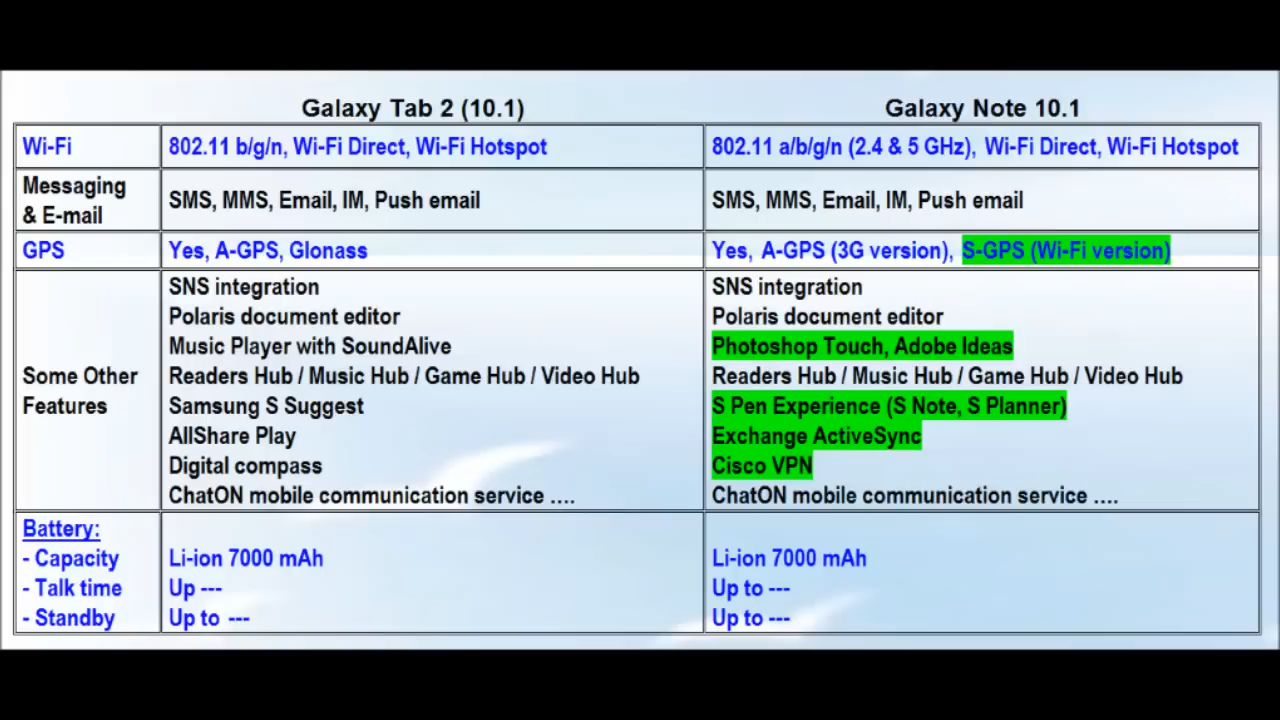 Galaxy Tab 2 (10.1) Galaxy Note 10.1
Wi-Fi 802.11 b/g/n, Wi-Fi Direct, Wi-Fi Hotspot 802.11 a/b/g/n (2.4 & 5 GHz), Wi-Fi Direct, Wi-Fi Hotspot
Messaging
& E-mail
SMS, MMS, Email, IM, Push email SMS, MMS, Email, IM, Push email
GPS Yes, A-GPS, Glonass Yes, A-GPS (3G version), S-GPS (Wi-Fi version)
Some Other
Features
SNS integration
Polaris document editor
Music Player with SoundAlive
Readers Hub / Music Hub / Game Hub / Video Hub
Samsung S Suggest
AllShare Play
Digital compass
ChatON mobile communication service ....
SNS integration
Polaris document editor
Photoshop Touch, Adobe Ideas
Readers Hub / Music Hub / Game Hub / Video Hub
S Pen Experience (S Note, S Planner)
Exchange ActiveSync
Cisco VPN
ChatON mobile communication service ....
Battery:
- Capacity Li-ion 7000 mAh Li-ion 7000 mAh
- Talk time Up --- Up to ---
- Standby Up to --- Up to ---